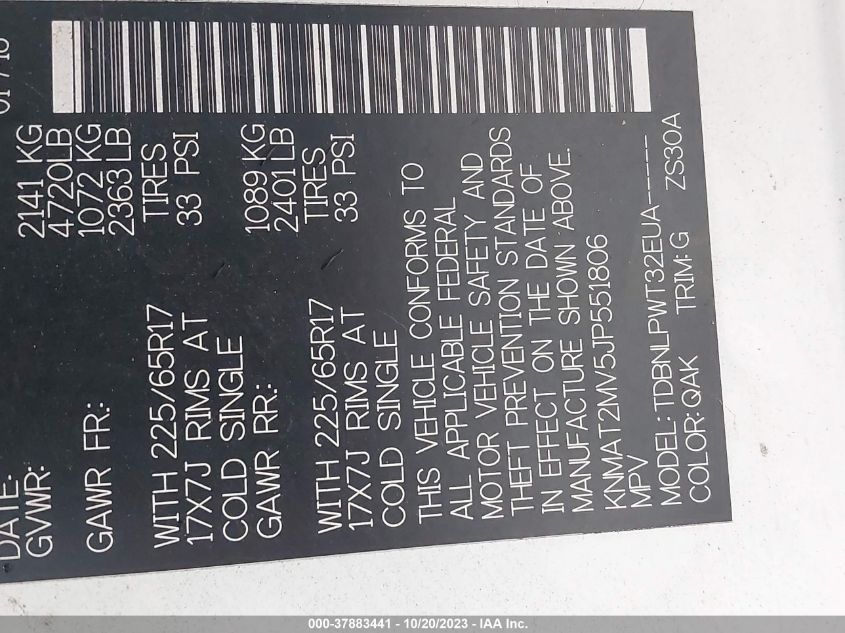 DATE:
GVWR: 2141 KG
4720LB
GAWR FR.: 1072 KG
2363 LB
WITH 225/65R17 TIRES
17X7J RIMS AT 33 PSI
COLD SINGLE
GAWR RR.: 1089 KG
2401 LB
WITH 225/65R17 TIRES
17X7J RIMS AT 33 PSI
COLD SINGLE
THIS VEHICLE CONFORMS TO
ALL APPLICABLE FEDERAL
MOTOR VEHICLE SAFETY AND
THEFT PREVENTION STANDARDS
IN EFFECT ON THE DATE OF
MANUFACTURE SHOWN ABOVE.
KNMAT2MV5JP551806
MPV
MODEL: TDBNLPWT32EUA-----
COLOR: QAK TRIM: G ZS30A
000-37883441 - 10/20/2023 - IAA Inc.